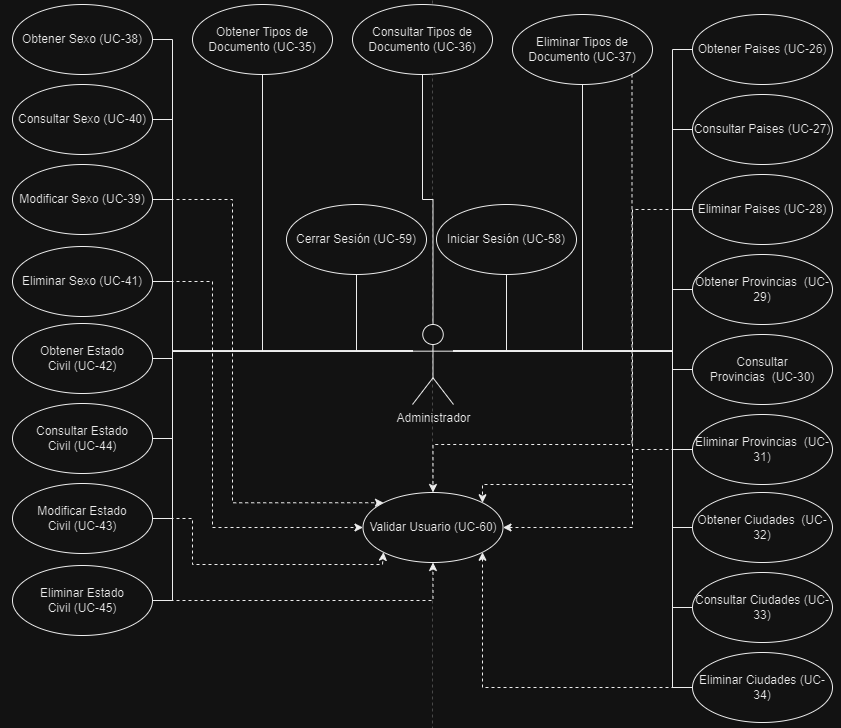 Obtener Sexo (UC-38)
Obtener Tipos de
Documento (UC-35)
Consultar Tipos de
Documento (UC-36)
Eliminar Tipos de
Documento (UC-37)
Obtener Paises (UC-26)
Consultar Sexo (UC-40)
Consultar Paises (UC-27)
Modificar Sexo (UC-39)
Eliminar Paises (UC-28)
Cerrar Sesión (UC-59)
Iniciar Sesión (UC-58)
Eliminar Sexo (UC-41)
Obtener Provincias (UC-
29)
Obtener Estado
Civil (UC-42)
Consultar
Provincias (UC-30)
Administrador
Consultar Estado
Civil (UC-44)
Eliminar Provincias (UC-
31)
Modificar Estado
Civil (UC-43)
Validar Usuario (UC-60)
Obtener Ciudades (UC-
32)
Eliminar Estado
Civil (UC-45)
Consultar Ciudades (UC-
33)
Eliminar Ciudades (UC-
34)